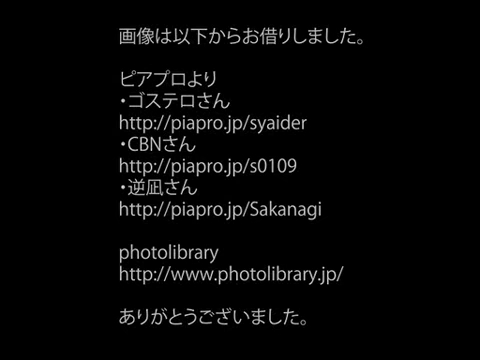 画像は以下からお借りしました。
ピアプロより
・ゴステロさん
http://piapro.jp/syaider
・CBNさん
http://piapro.jp/s0109
・逆凪さん
http://piapro.jp/Sakanagi
photolibrary
http://www.photolibrary.jp/
ありがとうございました。